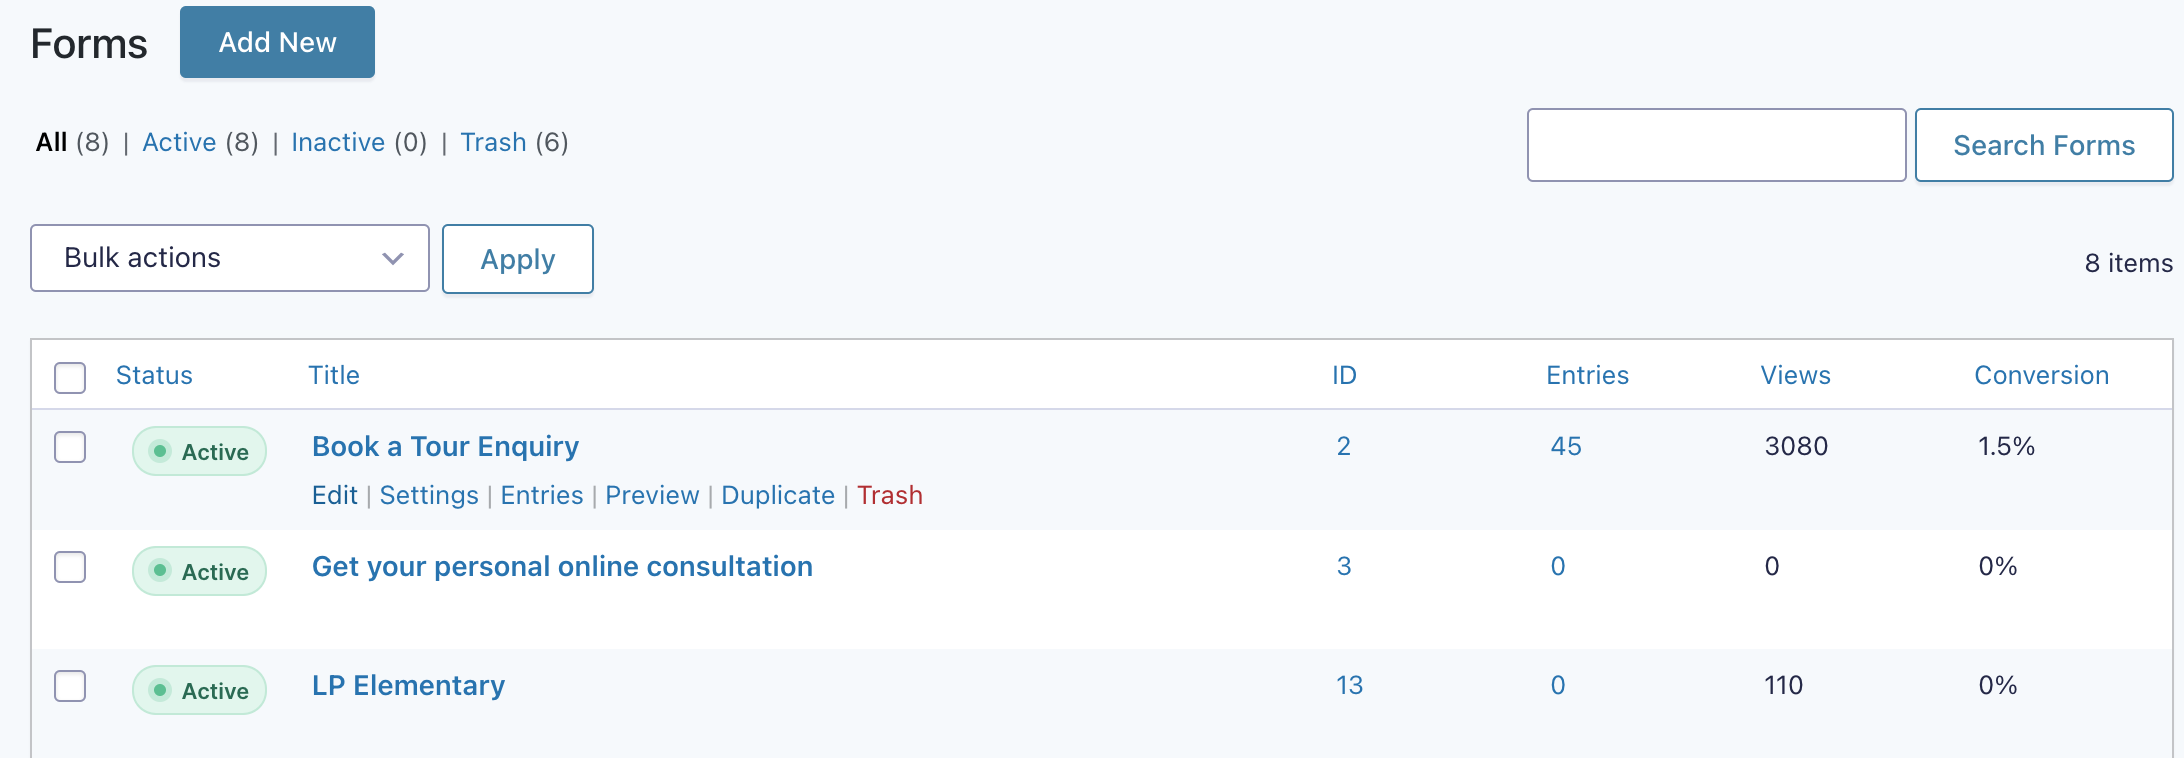 Forms Add New
All (8) | Active (8) | Inactive (0) | Trash (6) Search Forms
Bulk actions Apply 8 items
Status Title ID Entries Views Conversion
Active Book a Tour Enquiry 2 45 3080 1.5%
Edit | Settings | Entries | Preview | Duplicate | Trash
Active Get your personal online consultation 3 0 0 0%
Active LP Elementary 13 0 110 0%